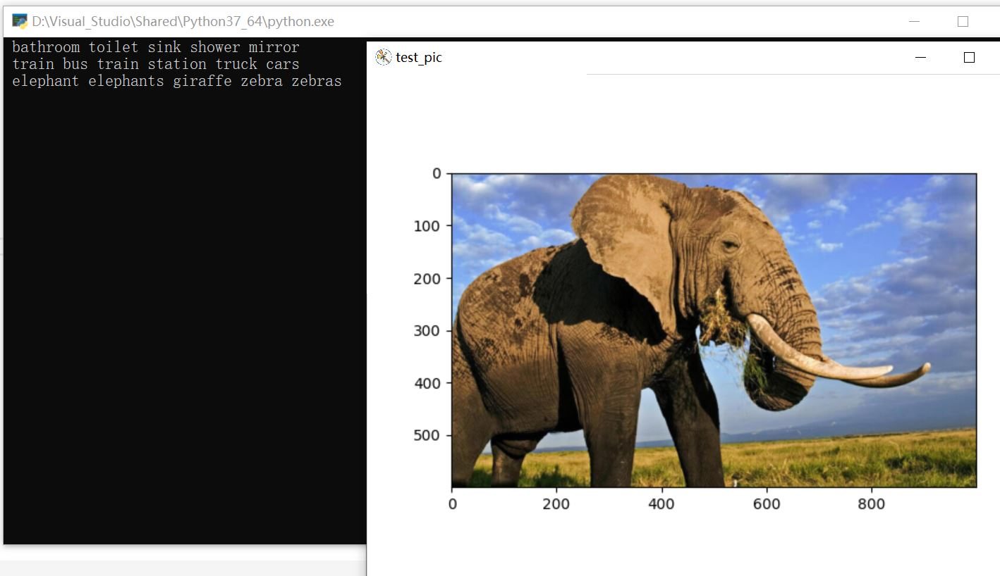 D:\Visual_Studio\Shared\Python37_64\python.exe
bathroom toilet sink shower mirror
train bus train station truck cars
elephant elephants giraffe zebra zebras
test_pic
0
100
200
300
400
500
0 200 400 600 800